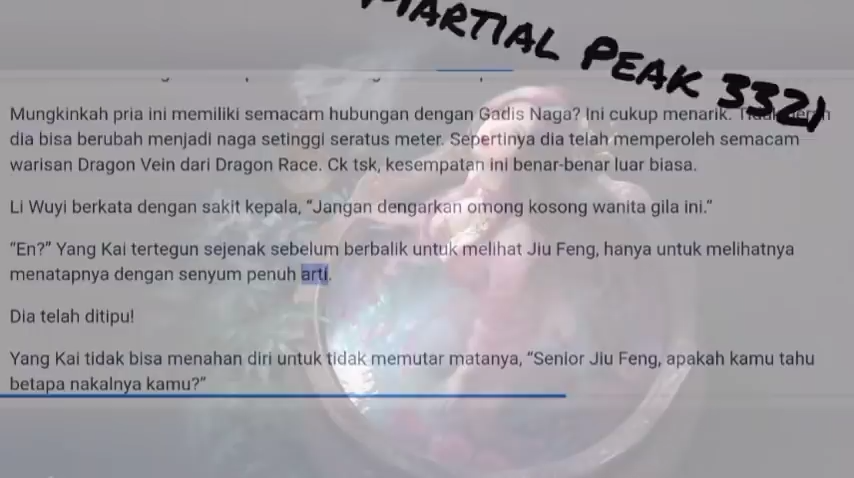 MARTIAL PEAK 3321
Mungkinkah pria ini memiliki semacam hubungan dengan Gadis Naga? Ini cukup menarik.
dia bisa berubah menjadi naga setinggi seratus meter. Sepertinya dia telah memperoleh semacam
warisan Dragon Vein dari Dragon Race. Ck tsk, kesempatan ini benar-benar luar biasa.
Li Wuyi berkata dengan sakit kepala, “Jangan dengarkan omong kosong wanita gila ini.”
“En?” Yang Kai tertegun sejenak sebelum berbalik untuk melihat Jiu Feng, hanya untuk melihatnya
menatapnya dengan senyum penuh arti.
Dia telah ditipu!
Yang Kai tidak bisa menahan diri untuk tidak memutar matanya, “Senior Jiu Feng, apakah kamu tahu
betapa nakalnya kamu?”